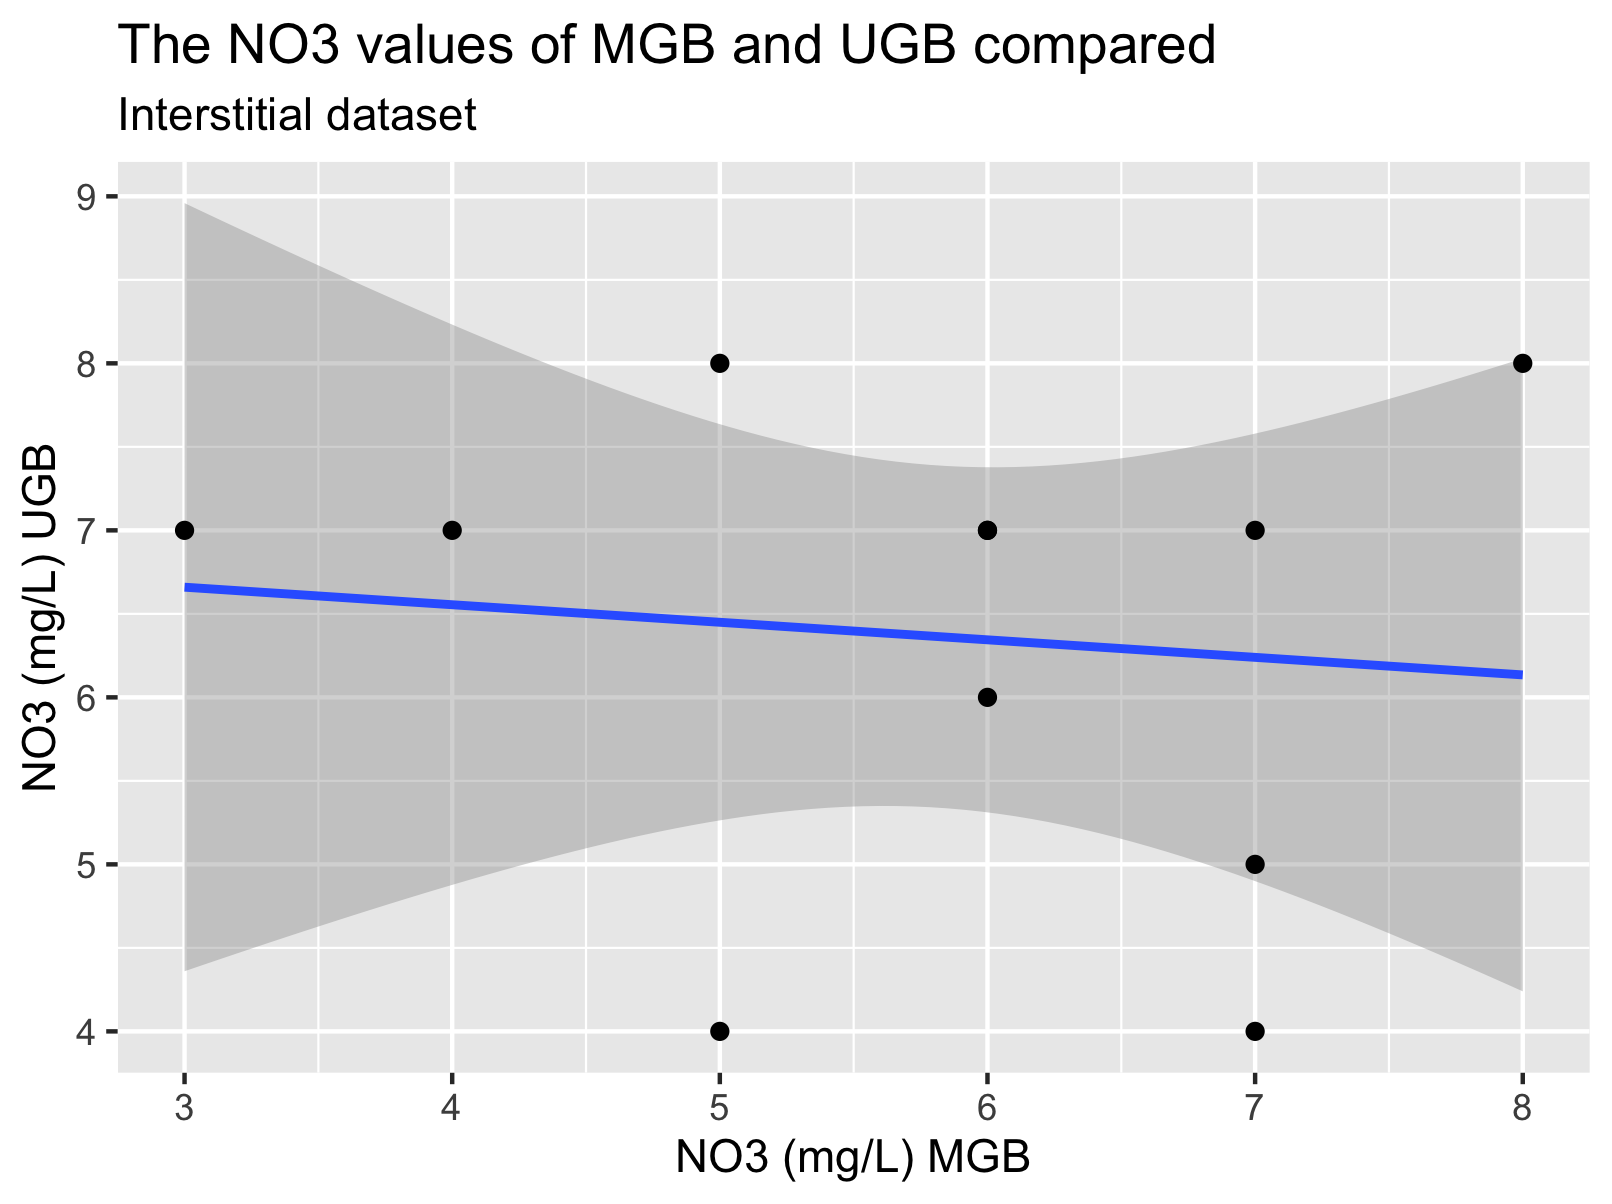 The NO3 values of MGB and UGB compared
Interstitial dataset
NO3 (mg/L) UGB
9
8
7
6
5
4
3 4 5 6 7 8
NO3 (mg/L) MGB